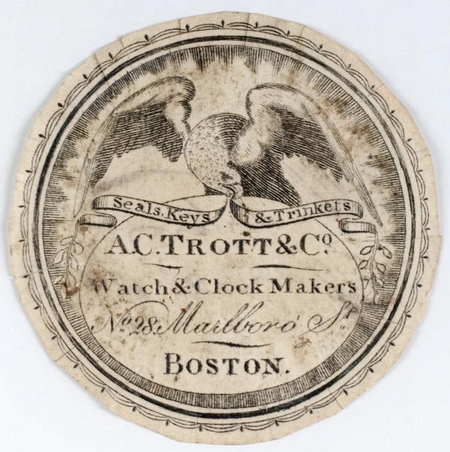 Seals, Keys & Trinkets
A.C. TROTT & Co.
Watch & Clock Makers
No. 28 Marlboro' St.
BOSTON.